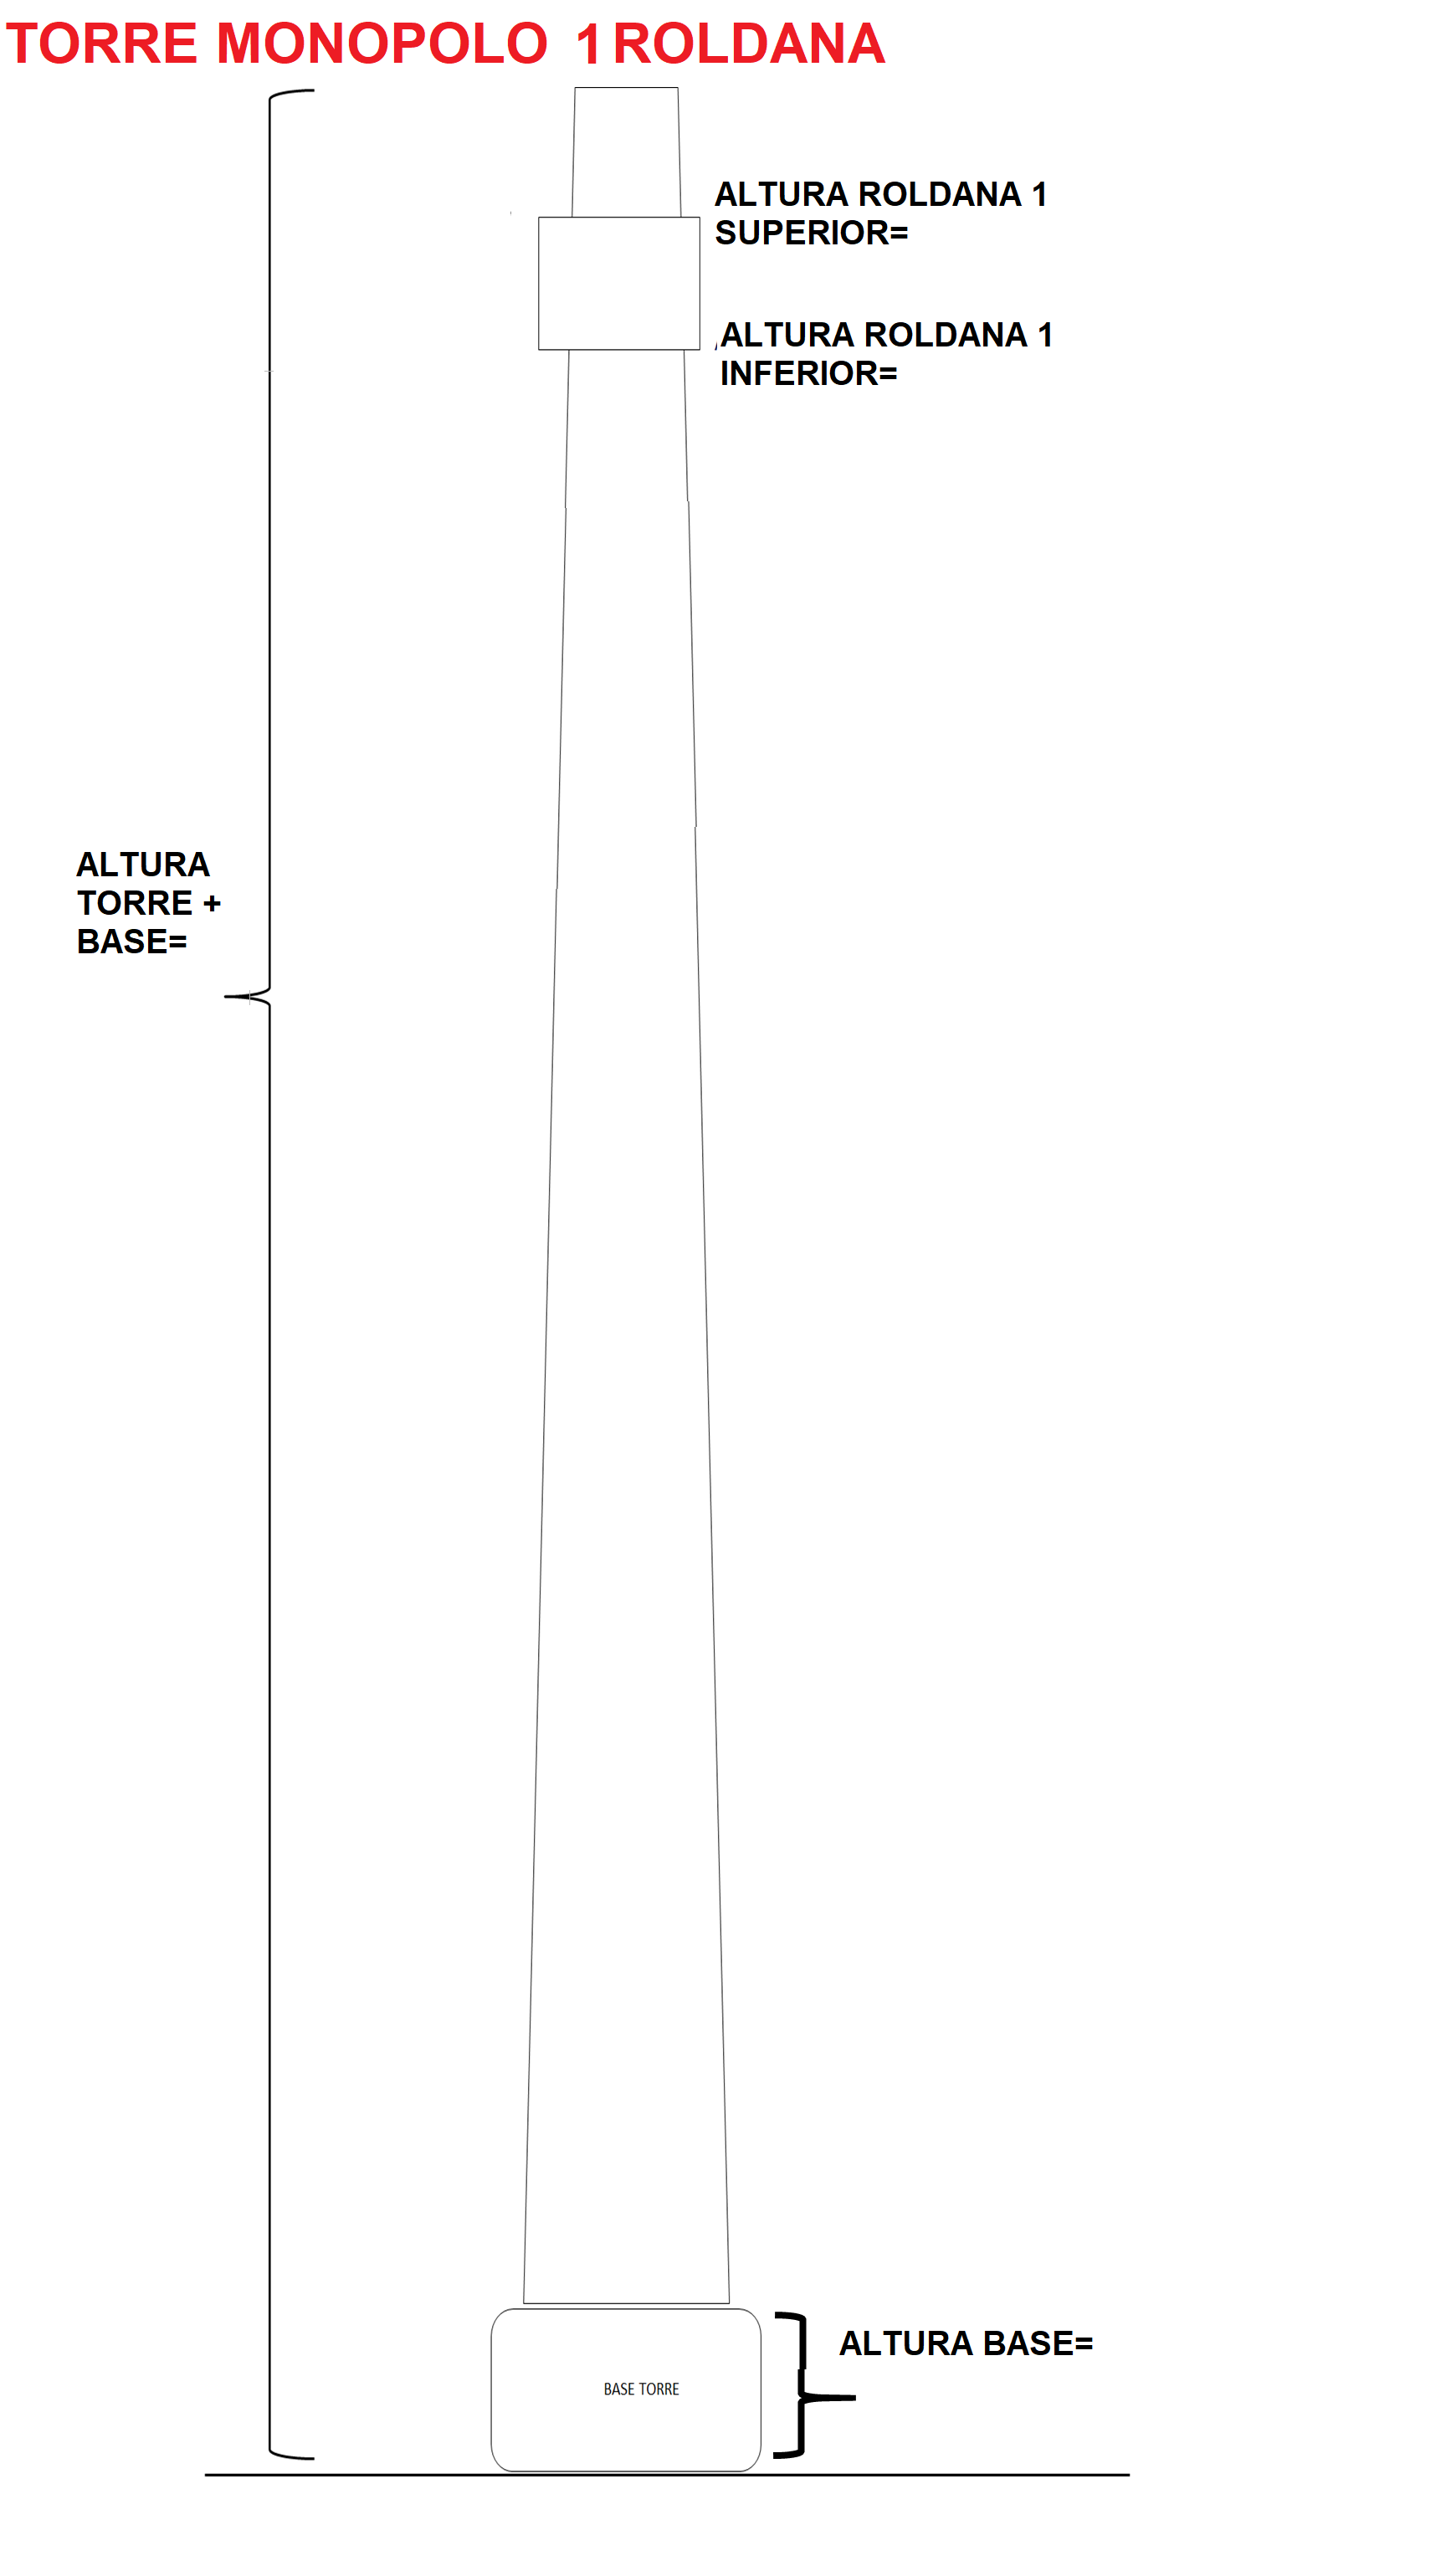 TORRE MONOPOLO 1 ROLDANA
ALTURA ROLDANA 1
SUPERIOR=
ALTURA ROLDANA 1
INFERIOR=
ALTURA
TORRE +
BASE=
ALTURA BASE=
BASE TORRE